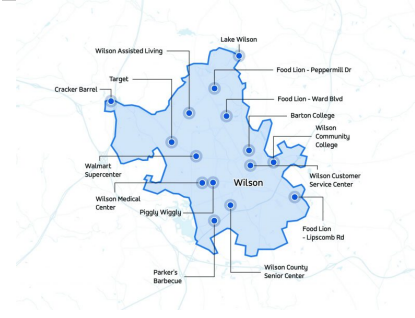 Lake Wilson
Wilson Assisted Living
Food Lion - Peppermill Dr
Target
Cracker Barrel
Food Lion - Ward Blvd
Barton College
Wilson
Community
College
Walmart
Supercenter
Wilson Customer
Service Center
Wilson
Wilson Medical
Center
Piggly Wiggly
Food Lion
- Lipscomb Rd
Parker's
Barbecue
Wilson County
Senior Center